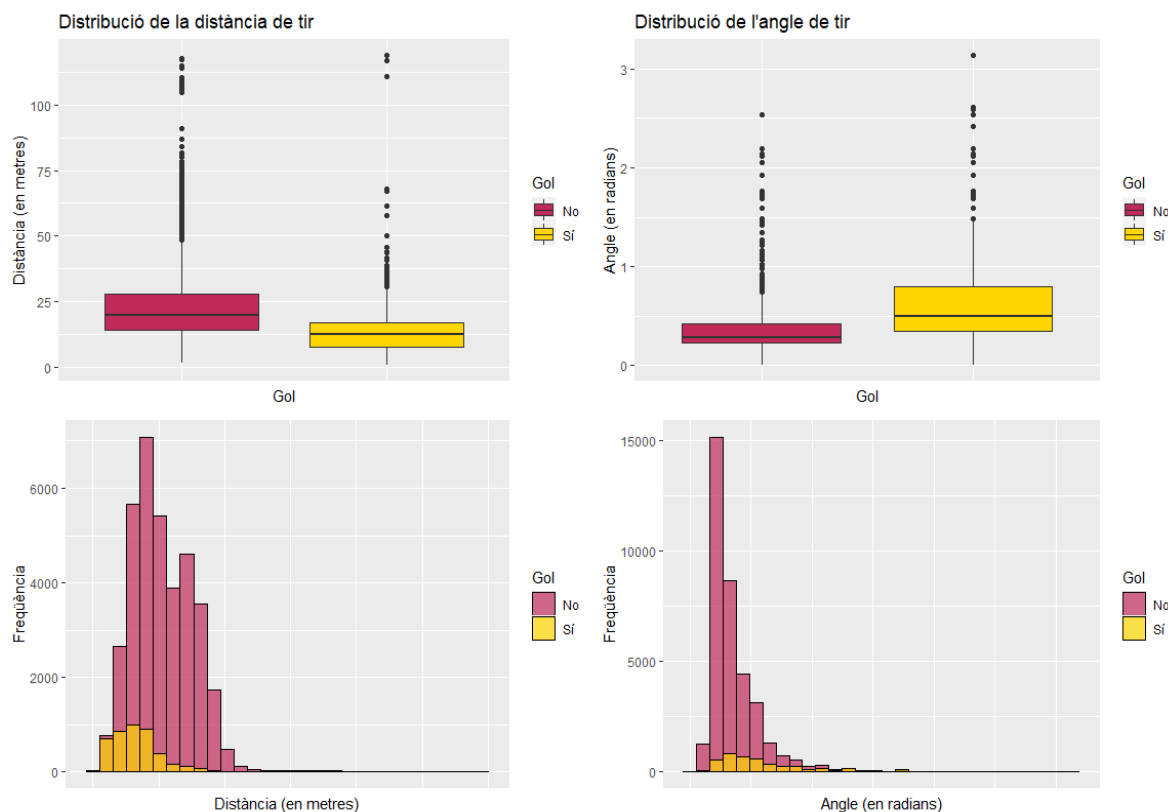 Distribució de la distància de tir
Distància (en metres)
100
75
50
25
0
Gol
Gol
No
Sí
Distribució de l'angle de tir
Angle (en radians)
3
2
1
0
Gol
Gol
No
Sí
Freqüència
6000
4000
2000
0
Distància (en metres)
Gol
No
Sí
Freqüència
15000
10000
5000
0
Angle (en radians)
Gol
No
Sí